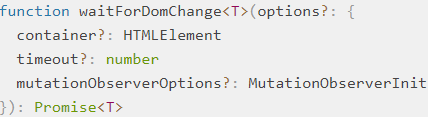 function waitForDomChange<T>(options?: {
  container?: HTMLElement
  timeout?: number
  mutationObserverOptions?: MutationObserverInit
}): Promise<T>